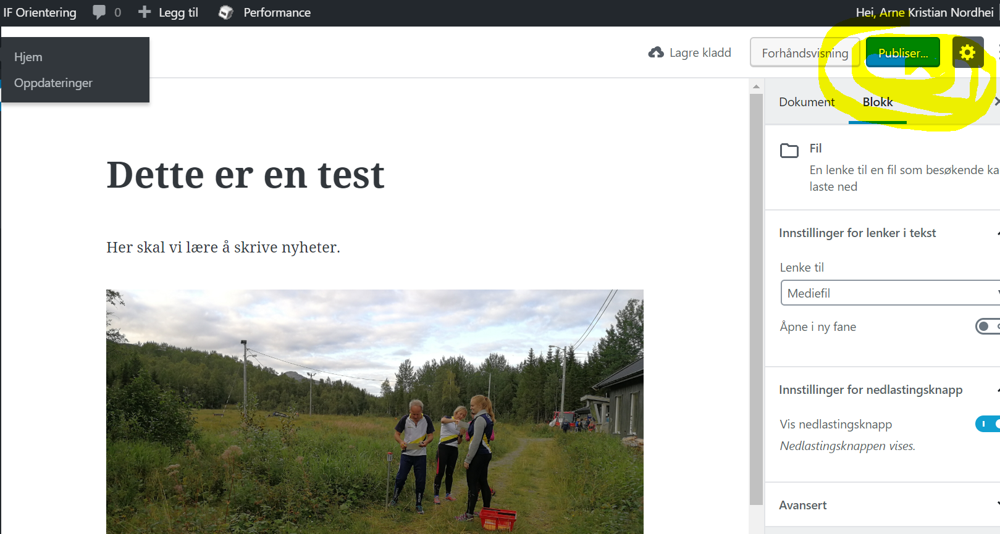 IF Orientering 0 Legg til Performance Hei, Arne Kristian Nordhei
Hjem
Oppdateringer
Lagre kladd Forhåndsvisning Publiser...
Dokument Blokk
Dette er en test
Her skal vi lære å skrive nyheter.
Fil
En lenke til en fil som besøkende ka
laste ned
Innstillinger for lenker i tekst
Lenke til
Mediefil
Åpne i ny fane
Innstillinger for nedlastingsknapp
Vis nedlastingsknapp
Nedlastingsknappen vises.
Avansert